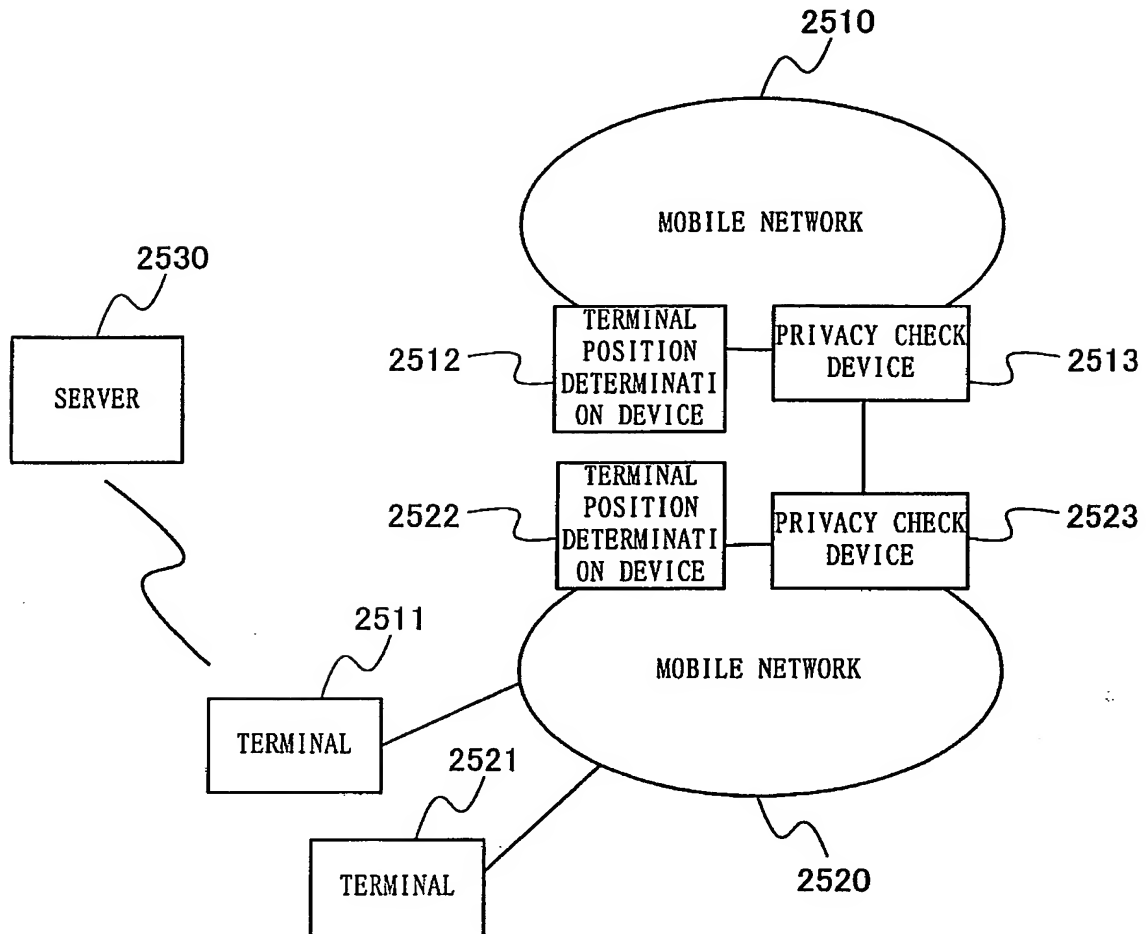 2510
MOBILE NETWORK
2530
SERVER
2512
TERMINAL
POSITION
DETERMINATI
ON DEVICE
PRIVACY CHECK
DEVICE
2513
2522
TERMINAL
POSITION
DETERMINATI
ON DEVICE
PRIVACY CHECK
DEVICE
2523
2511
TERMINAL
MOBILE NETWORK
2521
TERMINAL
2520